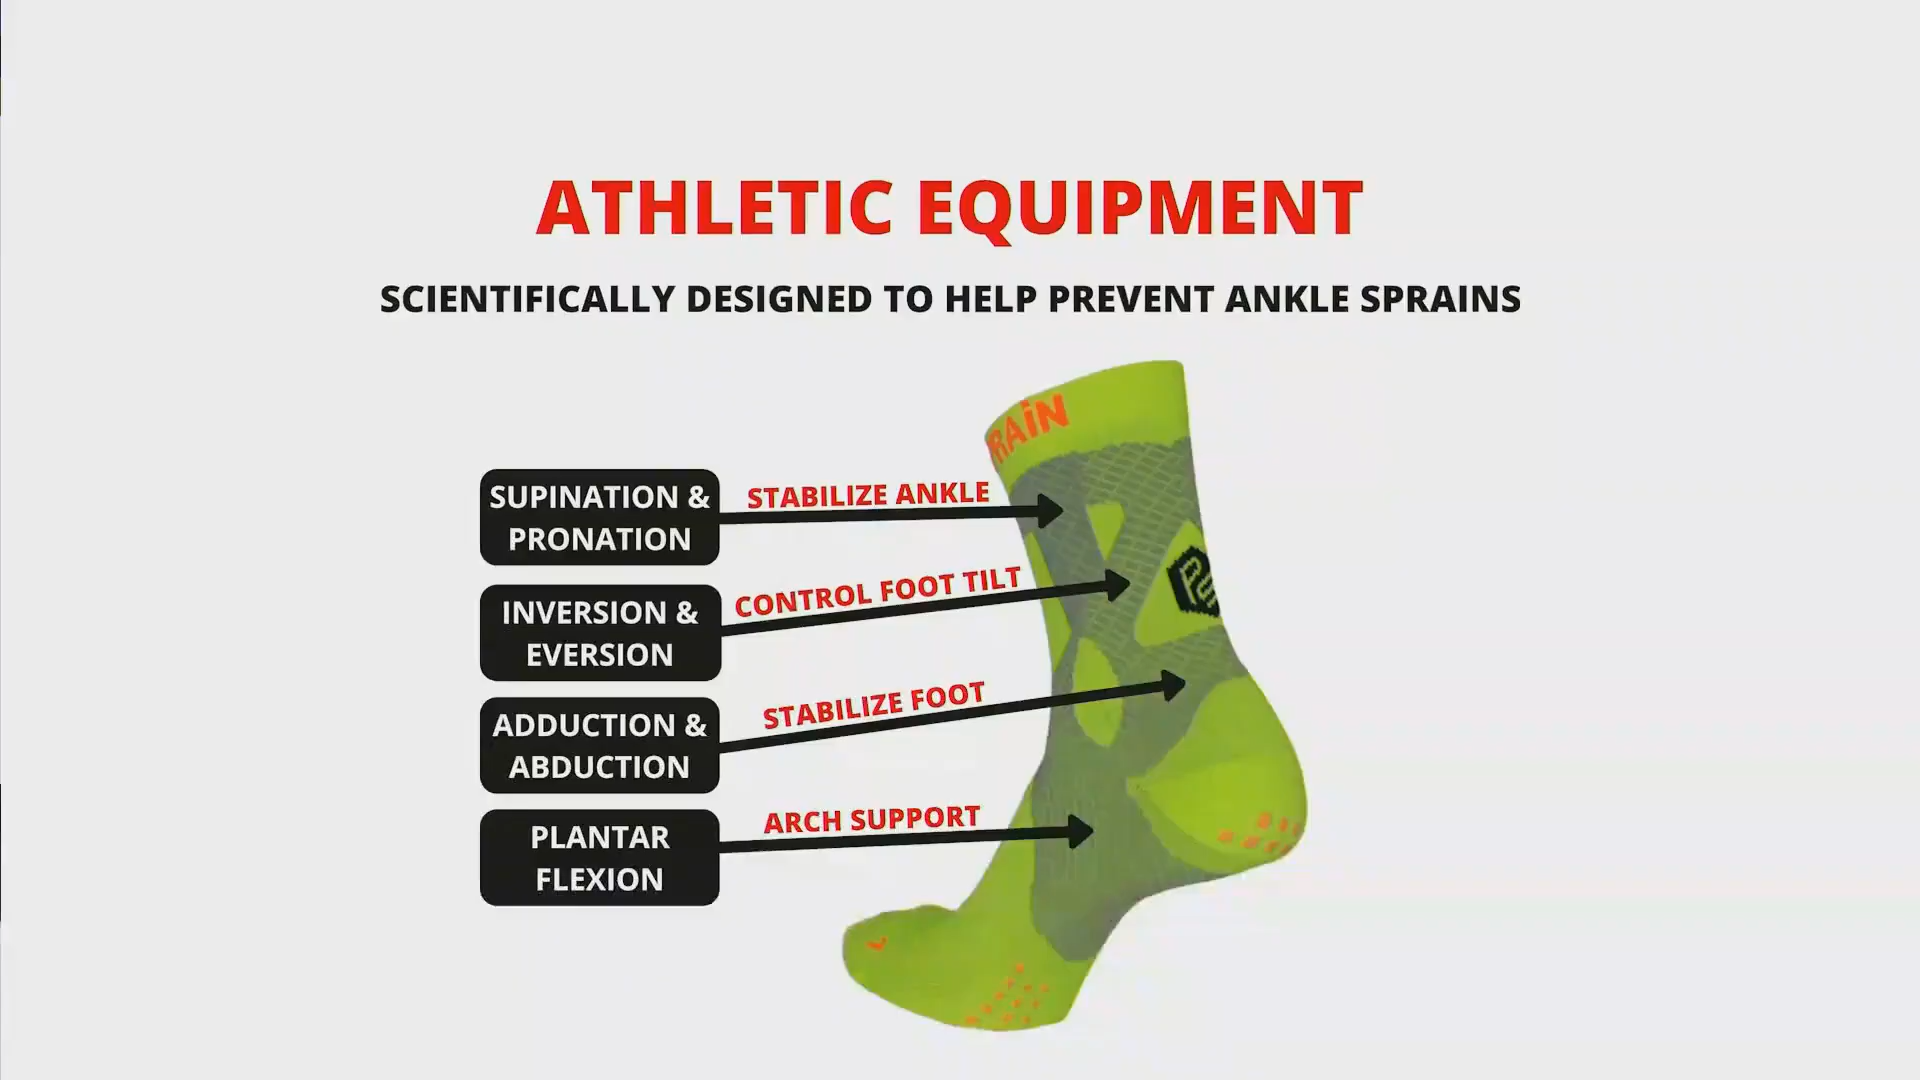 ATHLETIC EQUIPMENT
SCIENTIFICALLY DESIGNED TO HELP PREVENT ANKLE SPRAINS
RAiN
SUPINATION &
PRONATION
STABILIZE ANKLE
INVERSION &
EVERSION
CONTROL FOOT TILT
ADDUCTION &
ABDUCTION
STABILIZE FOOT
PLANTAR
FLEXION
ARCH SUPPORT